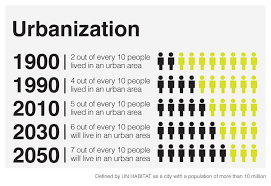 Urbanization
1900
2 out of every 10 people
lived in an urban area
1990
4 out of every 10 people
lived in an urban area
2010
5 out of every 10 people
lived in an urban area
2030
6 out of every 10 people
will live in an urban area
2050
7 out of every 10 people
will live in an urban area
Defined by UN HABITAT as a city with a population of more than 10 million